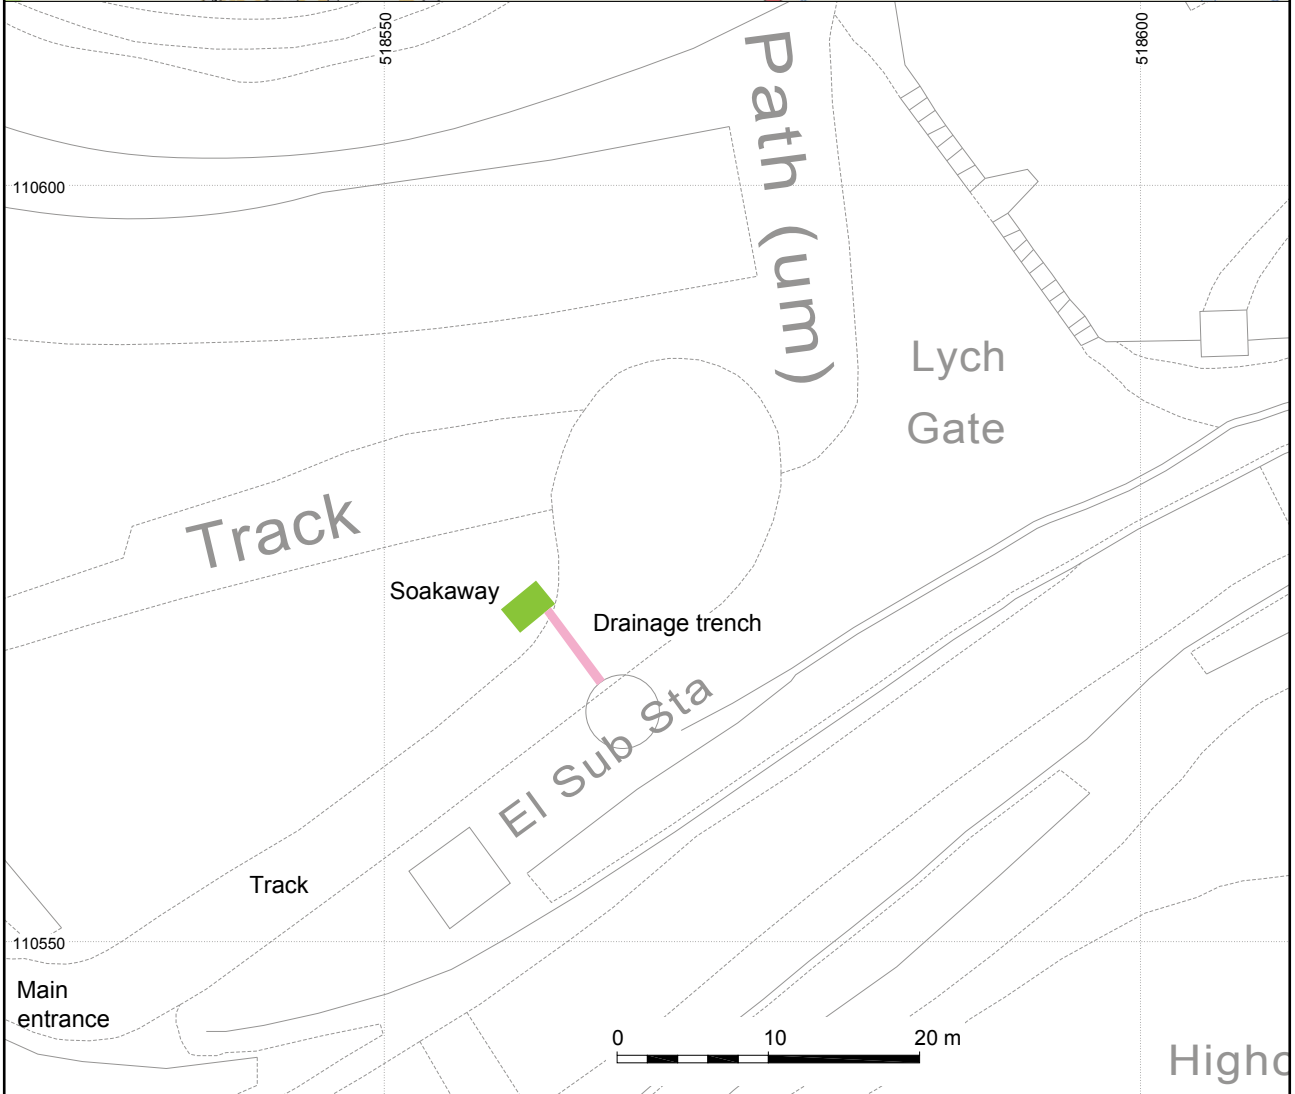 518550
518600
Path (um)
110600
Lych
Gate
Track
Soakaway
Drainage trench
El Sub Sta
Track
110550
Main
entrance
0 10 20 m